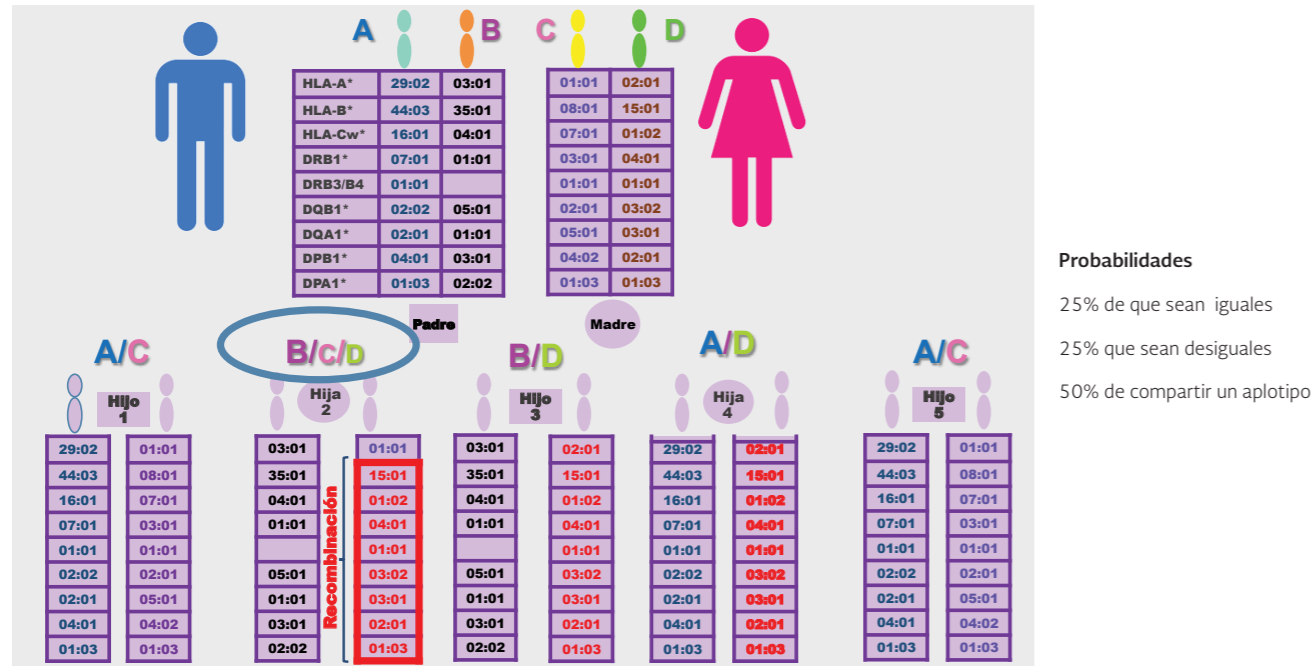 A B C D
HLA-A* 29:02 03:01 01:01 02:01
HLA-B* 44:03 35:01 08:01 15:01
HLA-Cw* 16:01 04:01 07:01 01:02
DRB1* 07:01 01:01 03:01 04:01
DRB3/B4 01:01 01:01 01:01
DQB1* 02:02 05:01 02:01 03:02
DQA1* 02:01 01:01 05:01 03:01
DPB1* 04:01 03:01 04:02 02:01
DPA1* 01:03 02:02 01:03 01:03
Padre Madre
A/C B/C/D B/D A/D A/C
HIjo Hija HIjo Hija HIjo
1 2 3 4 5
29:02 01:01 03:01 01:01 03:01 02:01 29:02 02:01 29:02 01:01
44:03 08:01 35:01 15:01 35:01 15:01 44:03 15:01 44:03 08:01
16:01 07:01 04:01 01:02 04:01 01:02 16:01 01:02 16:01 07:01
07:01 03:01 01:01 04:01 01:01 04:01 07:01 04:01 07:01 03:01
01:01 01:01 01:01 01:01 01:01 01:01 01:01 01:01
02:02 02:01 05:01 03:02 05:01 03:02 02:02 03:02 02:02 02:01
02:01 05:01 01:01 03:01 01:01 03:01 02:01 03:01 02:01 05:01
04:01 04:02 03:01 02:01 03:01 02:01 04:01 02:01 04:01 04:02
01:03 01:03 02:02 01:03 02:02 01:03 01:03 01:03 01:03 01:03
Recombinación
Probabilidades
25% de que sean iguales
25% que sean desiguales
50% de compartir un aplotipo